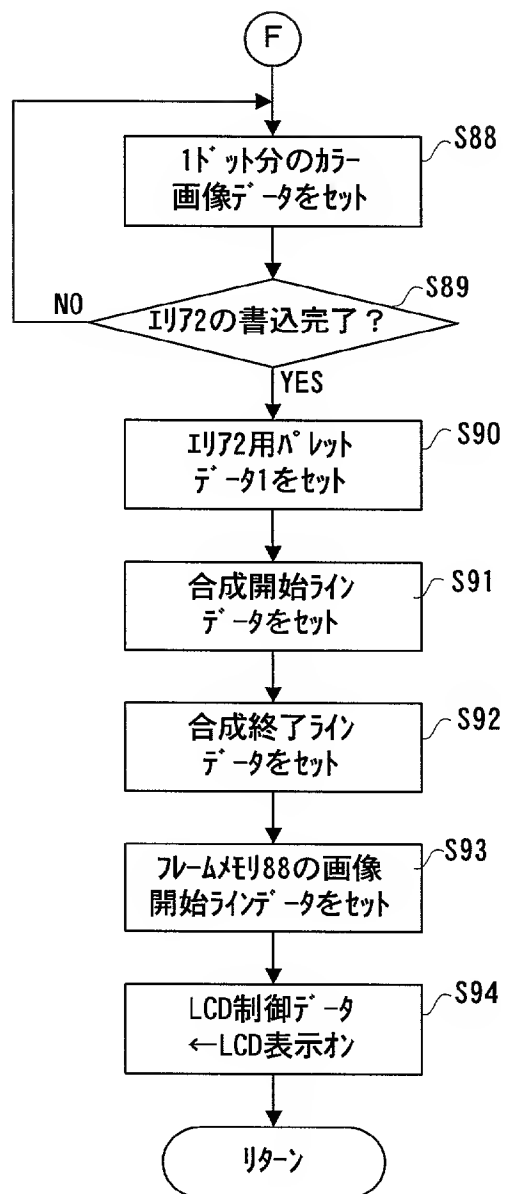 F
S88
1ﾄﾞｯﾄ分のｶﾗｰ
画像ﾃﾞｰﾀをｾｯﾄ
S89
NO
ｴﾘｱ2の書込完了？
YES
S90
ｴﾘｱ2用ﾊﾟﾚｯﾄ
ﾃﾞｰﾀ1をｾｯﾄ
S91
合成開始ﾗｲﾝ
ﾃﾞｰﾀをｾｯﾄ
S92
合成終了ﾗｲﾝ
ﾃﾞｰﾀをｾｯﾄ
S93
ﾌﾚｰﾑﾒﾓﾘ88の画像
開始ﾗｲﾝﾃﾞｰﾀをｾｯﾄ
S94
LCD制御ﾃﾞｰﾀ
←LCD表示ｵﾝ
ﾘﾀｰﾝ